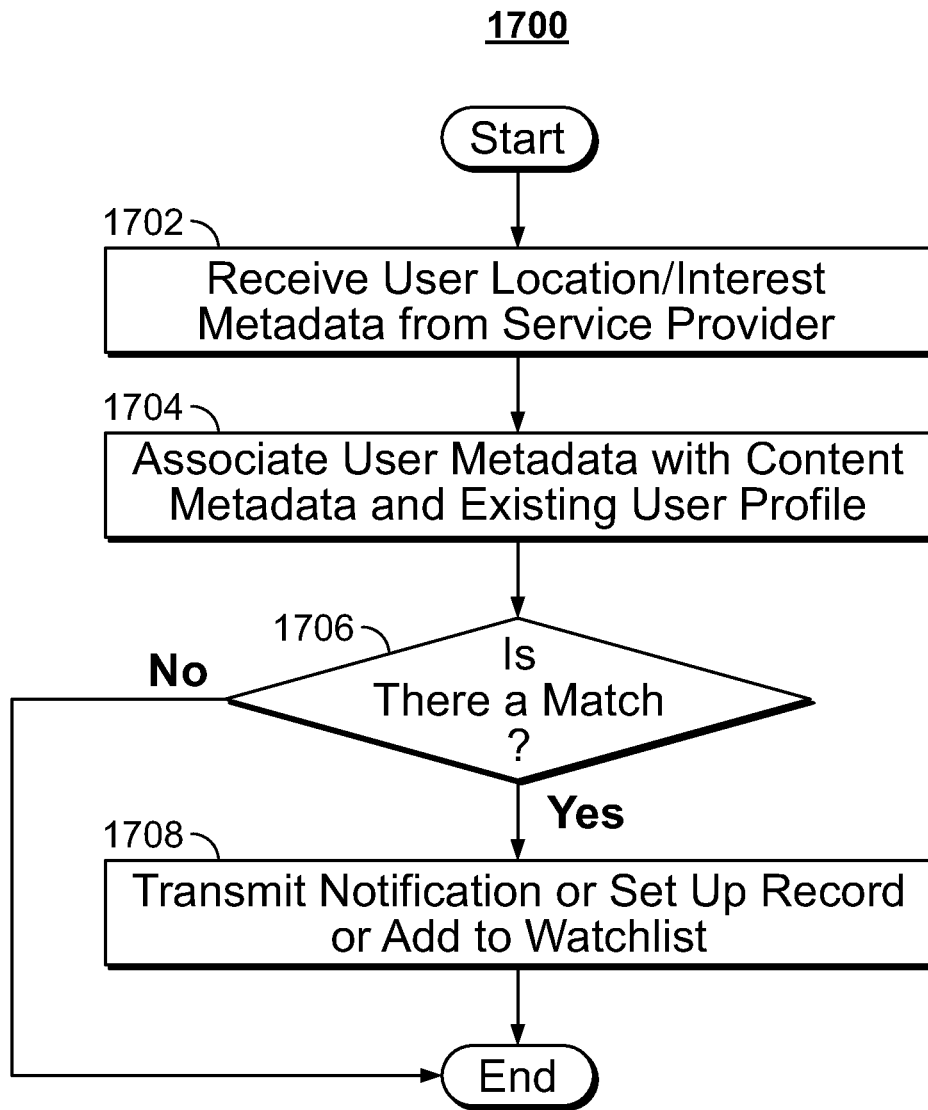 1700
Start
1702
Receive User Location/Interest
Metadata from Service Provider
1704
Associate User Metadata with Content
Metadata and Existing User Profile
1706
Is
There a Match
?
No
Yes
1708
Transmit Notification or Set Up Record
or Add to Watchlist
End